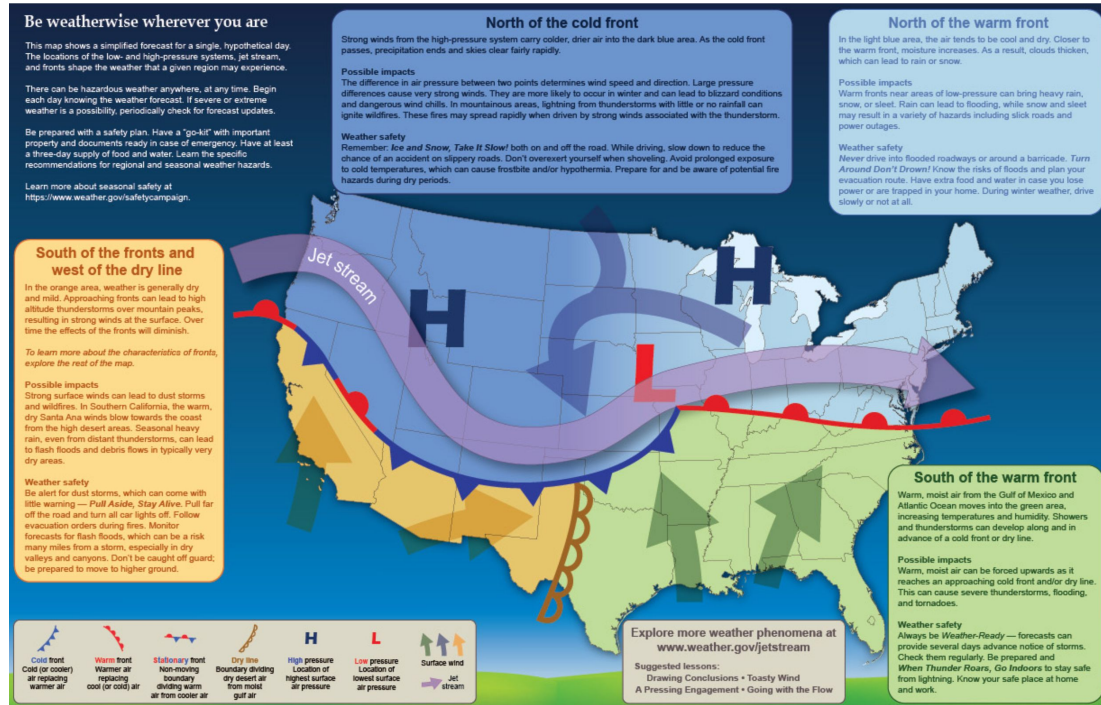 Be weatherwise wherever you are
This map shows a simplified forecast for a single, hypothetical day.
The locations of the low- and high-pressure systems, jet stream,
and fronts shape the weather that a given region may experience.
There can be hazardous weather anywhere, at any time. Begin
each day knowing the weather forecast. If severe or extreme
weather is a possibility, periodically check for forecast updates.
Be prepared with a safety plan. Have a "go-kit" with important
property and documents ready in case of emergency. Have at least
a three-day supply of food and water. Learn the specific
recommendations for regional and seasonal weather hazards.
Learn more about seasonal safety at
https://www.weather.gov/safetycampaign.
North of the cold front
Strong winds from the high-pressure system carry colder, drier air into the dark blue area. As the cold front
passes, precipitation ends and skies clear fairly rapidly.
Possible impacts
The difference in air pressure between two points determines wind speed and direction. Large pressure
differences cause very strong winds. They are more likely to occur in winter and can lead to blizzard conditions
and dangerous wind chills. In mountainous areas, lightning from thunderstorms with little or no rainfall can
ignite wildfires. These fires may spread rapidly when driven by strong winds associated with the thunderstorm.
Weather safety
Remember: Ice and Snow, Take It Slow! both on and off the road. While driving, slow down to reduce the
chance of an accident on slippery roads. Don't overexert yourself when shoveling. Avoid prolonged exposure
to cold temperatures, which can cause frostbite and/or hypothermia. Prepare for and be aware of potential fire
hazards during dry periods.
North of the warm front
In the light blue area, the air tends to be cool and dry. Closer to
the warm front, moisture increases. As a result, clouds thicken,
which can lead to rain or snow.
Possible impacts
Warm fronts near areas of low-pressure can bring heavy rain,
snow, or sleet. Rain can lead to flooding, while snow and sleet
may result in a variety of hazards including slick roads and
power outages.
Weather safety
Never drive into flooded roadways or around a barricade. Turn
Around Don't Drown! Know the risks of floods and plan your
evacuation route. Have extra food and water in case you lose
power or are trapped in your home. During winter weather, drive
slowly or not at all.
South of the fronts and
west of the dry line
In the orange area, weather is generally dry
and mild. Approaching fronts can lead to high
altitude thunderstorms over mountain peaks,
resulting in strong winds at the surface. Over
time the effects of the fronts will diminish.
To learn more about the characteristics of fronts,
explore the rest of the map.
Possible impacts
Strong surface winds can lead to dust storms
and wildfires. In Southern California, the warm,
dry Santa Ana winds blow towards the coast
from the high desert areas. Seasonal heavy
rain, even from distant thunderstorms, can lead
to flash floods and debris flows in typically very
dry areas.
Weather safety
Be alert for dust storms, which can come with
little warning — Pull Aside, Stay Alive. Pull far
off the road and turn all car lights off. Follow
evacuation orders during fires. Monitor
forecasts for flash floods, which can be a risk
many miles from a storm, especially in dry
valleys and canyons. Don't be caught off guard;
be prepared to move to higher ground.
Jet stream
H
H
L
South of the warm front
Warm, moist air from the Gulf of Mexico and
Atlantic Ocean moves into the green area,
increasing temperatures and humidity. Showers
and thunderstorms can develop along and in
advance of a cold front or dry line.
Possible impacts
Warm, moist air can be forced upwards as it
reaches an approaching cold front and/or dry line.
This can cause severe thunderstorms, flooding,
and tornadoes.
Weather safety
Always be Weather-Ready — forecasts can
provide several days advance notice of storms.
Check them regularly. Be prepared and
When Thunder Roars, Go Indoors to stay safe
from lightning. Know your safe place at home
and work.
Cold front
Cold (or cooler)
air replacing
warmer air
Warm front
Warmer air
replacing
cool (or cold) air
Stationary front
Non-moving
boundary
dividing warm
air from cooler air
Dry line
Boundary dividing
dry desert air
from moist
gulf air
H
High pressure
Location of
highest surface
air pressure
L
Low pressure
Location of
lowest surface
air pressure
Surface wind
Jet
stream
Explore more weather phenomena at
www.weather.gov/jetstream
Suggested lessons:
Drawing Conclusions • Toasty Wind
A Pressing Engagement • Going with the Flow